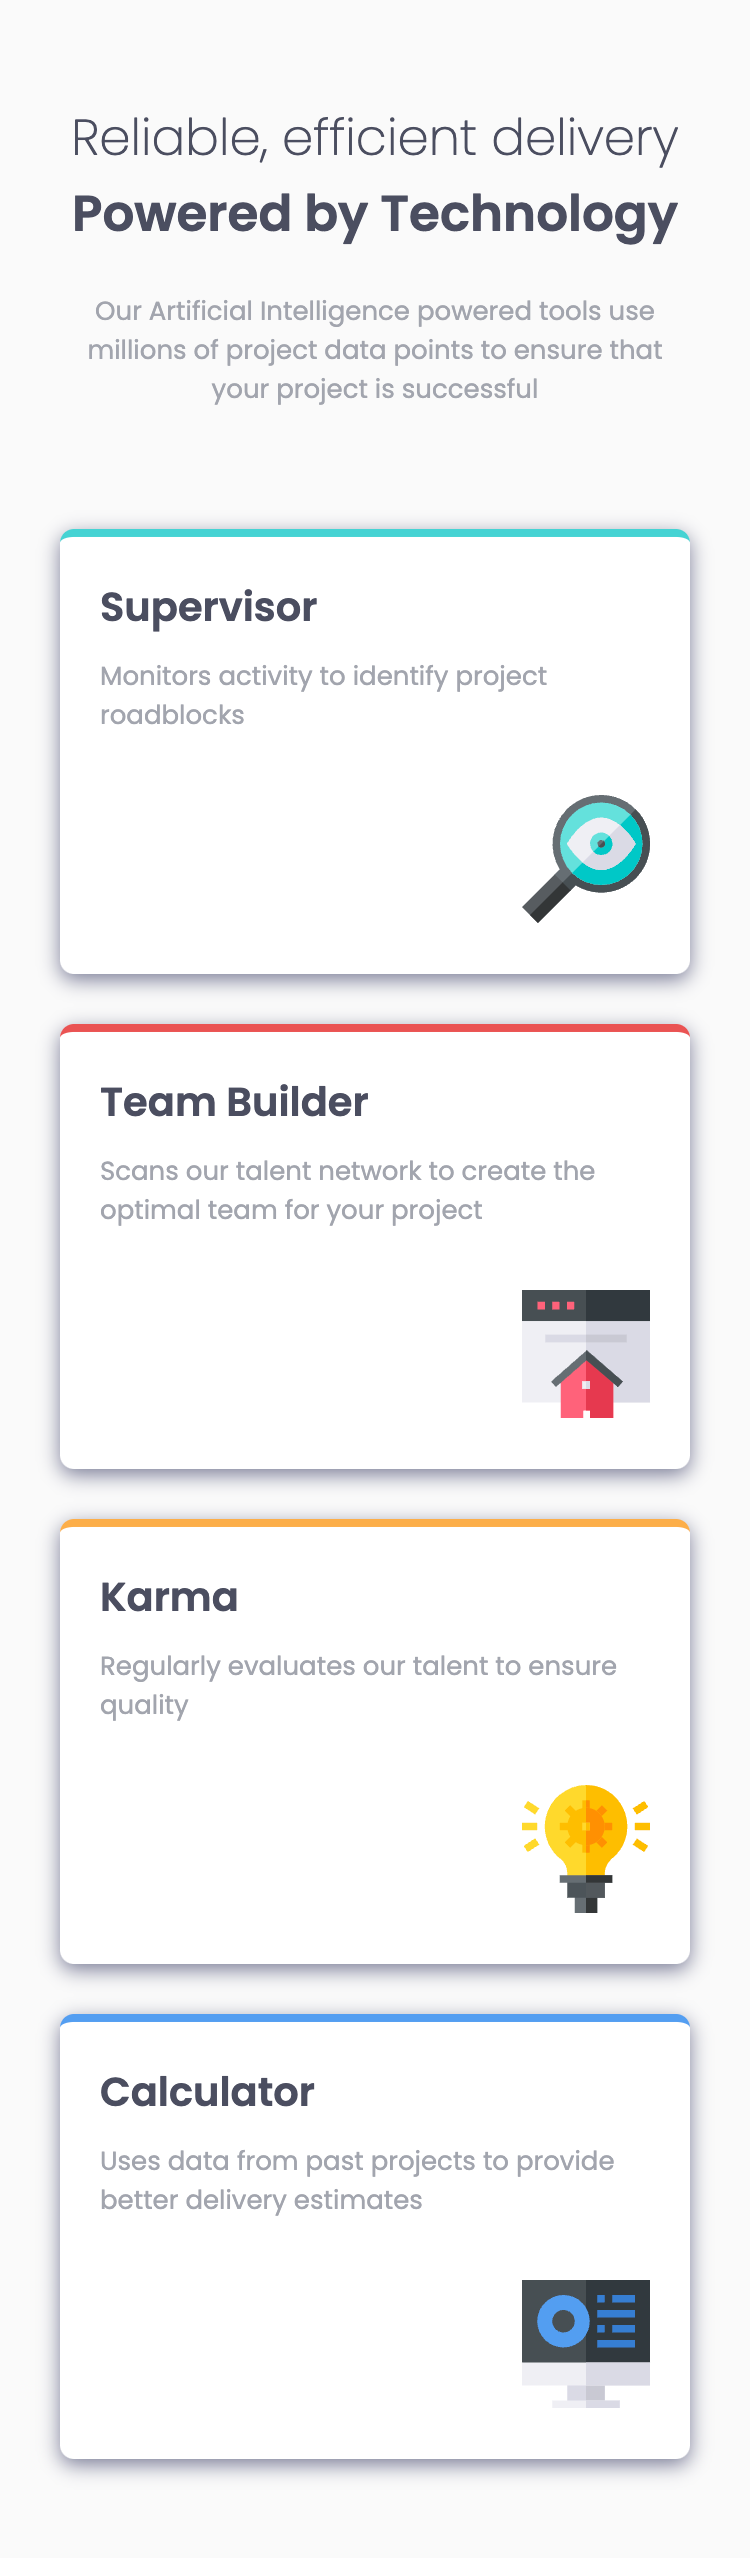 Reliable, efficient delivery
Powered by Technology
Our Artificial Intelligence powered tools use
millions of project data points to ensure that
your project is successful
Supervisor
Monitors activity to identify project
roadblocks
Team Builder
Scans our talent network to create the
optimal team for your project
Karma
Regularly evaluates our talent to ensure
quality
Calculator
Uses data from past projects to provide
better delivery estimates